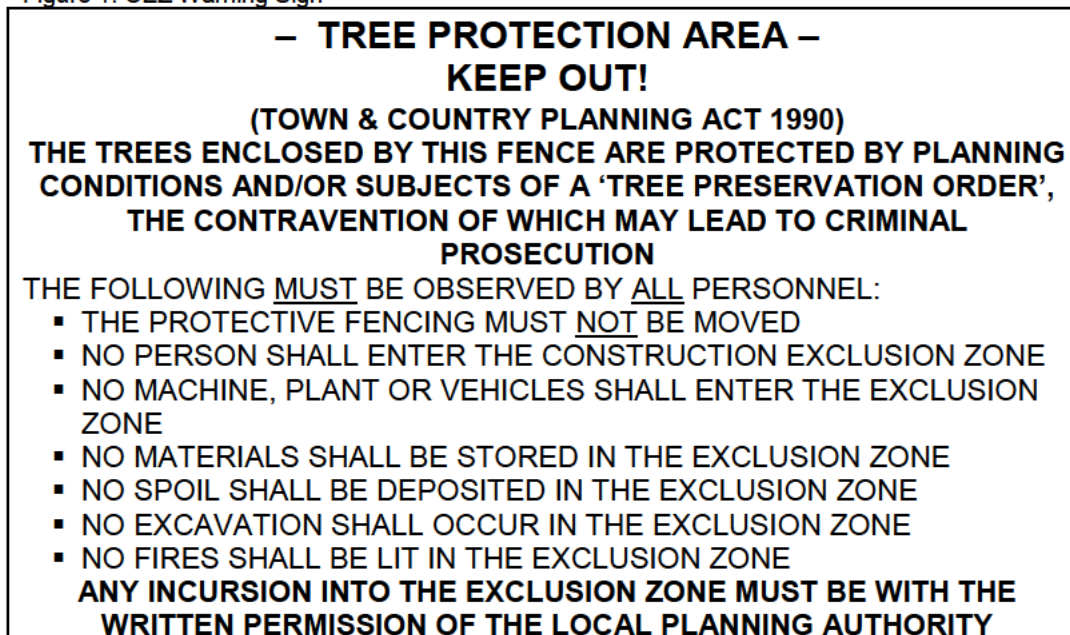 – TREE PROTECTION AREA –
KEEP OUT!
(TOWN & COUNTRY PLANNING ACT 1990)
THE TREES ENCLOSED BY THIS FENCE ARE PROTECTED BY PLANNING
CONDITIONS AND/OR SUBJECTS OF A ‘TREE PRESERVATION ORDER’,
THE CONTRAVENTION OF WHICH MAY LEAD TO CRIMINAL
PROSECUTION
THE FOLLOWING MUST BE OBSERVED BY ALL PERSONNEL:
▪ THE PROTECTIVE FENCING MUST NOT BE MOVED
▪ NO PERSON SHALL ENTER THE CONSTRUCTION EXCLUSION ZONE
▪ NO MACHINE, PLANT OR VEHICLES SHALL ENTER THE EXCLUSION
ZONE
▪ NO MATERIALS SHALL BE STORED IN THE EXCLUSION ZONE
▪ NO SPOIL SHALL BE DEPOSITED IN THE EXCLUSION ZONE
▪ NO EXCAVATION SHALL OCCUR IN THE EXCLUSION ZONE
▪ NO FIRES SHALL BE LIT IN THE EXCLUSION ZONE
ANY INCURSION INTO THE EXCLUSION ZONE MUST BE WITH THE
WRITTEN PERMISSION OF THE LOCAL PLANNING AUTHORITY